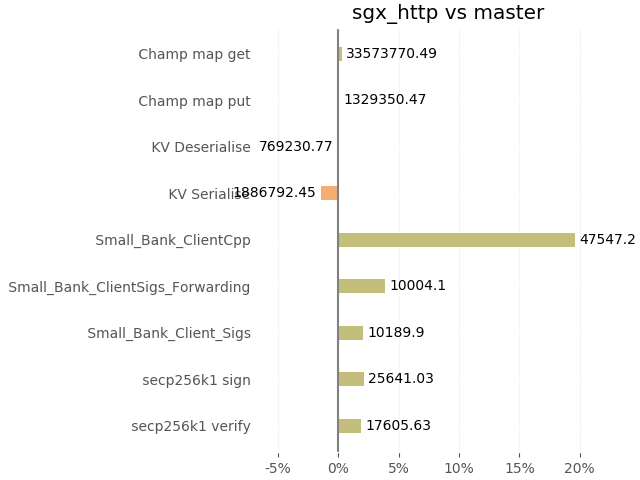 sgx_http vs master
Champ map get 33573770.49
Champ map put 1329350.47
KV Deserialise 769230.77
KV Serialise 1886792.45
Small_Bank_ClientCpp 47547.2
Small_Bank_ClientSigs_Forwarding 10004.1
Small_Bank_Client_Sigs 10189.9
secp256k1 sign 25641.03
secp256k1 verify 17605.63
-5% 0% 5% 10% 15% 20%